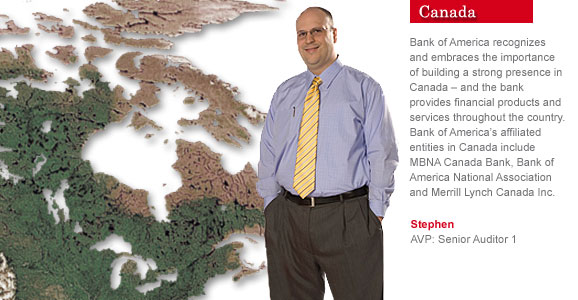 Canada
Bank of America recognizes
and embraces the importance
of building a strong presence in
Canada – and the bank
provides financial products and
services throughout the country.
Bank of America's affiliated
entities in Canada include
MBNA Canada Bank, Bank of
America National Association
and Merrill Lynch Canada Inc.
Stephen
AVP: Senior Auditor 1